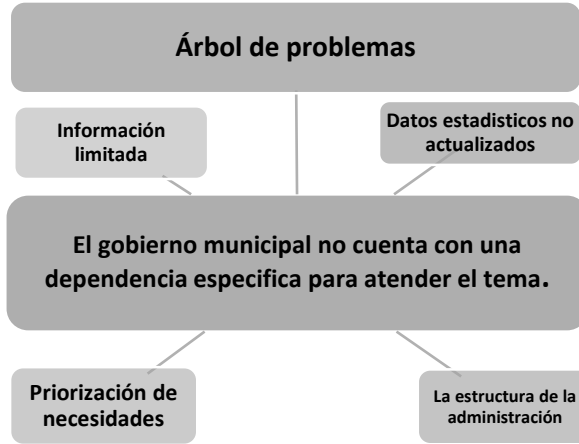 Árbol de problemas
Información
limitada
Datos estadisticos no
actualizados
El gobierno municipal no cuenta con una
dependencia especifica para atender el tema.
Priorización de
necesidades
La estructura de la
administración